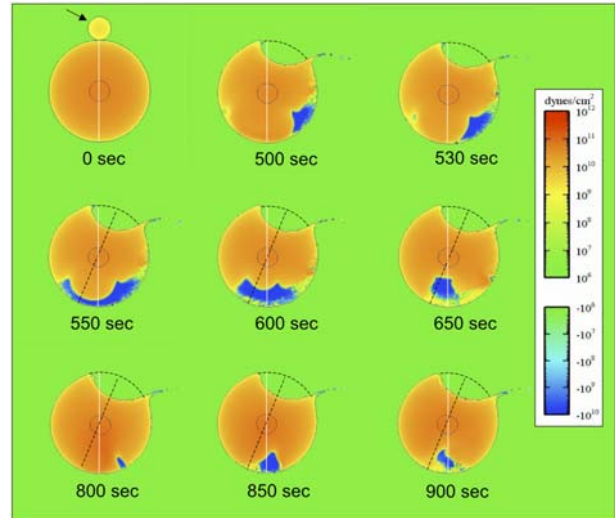 0 sec
500 sec
530 sec
550 sec
600 sec
650 sec
800 sec
850 sec
900 sec
dynes/cm²
10¹²
10¹¹
10¹⁰
10⁹
10⁸
10⁷
10⁶
-10⁶
-10⁷
-10⁸
-10⁹
-10¹⁰